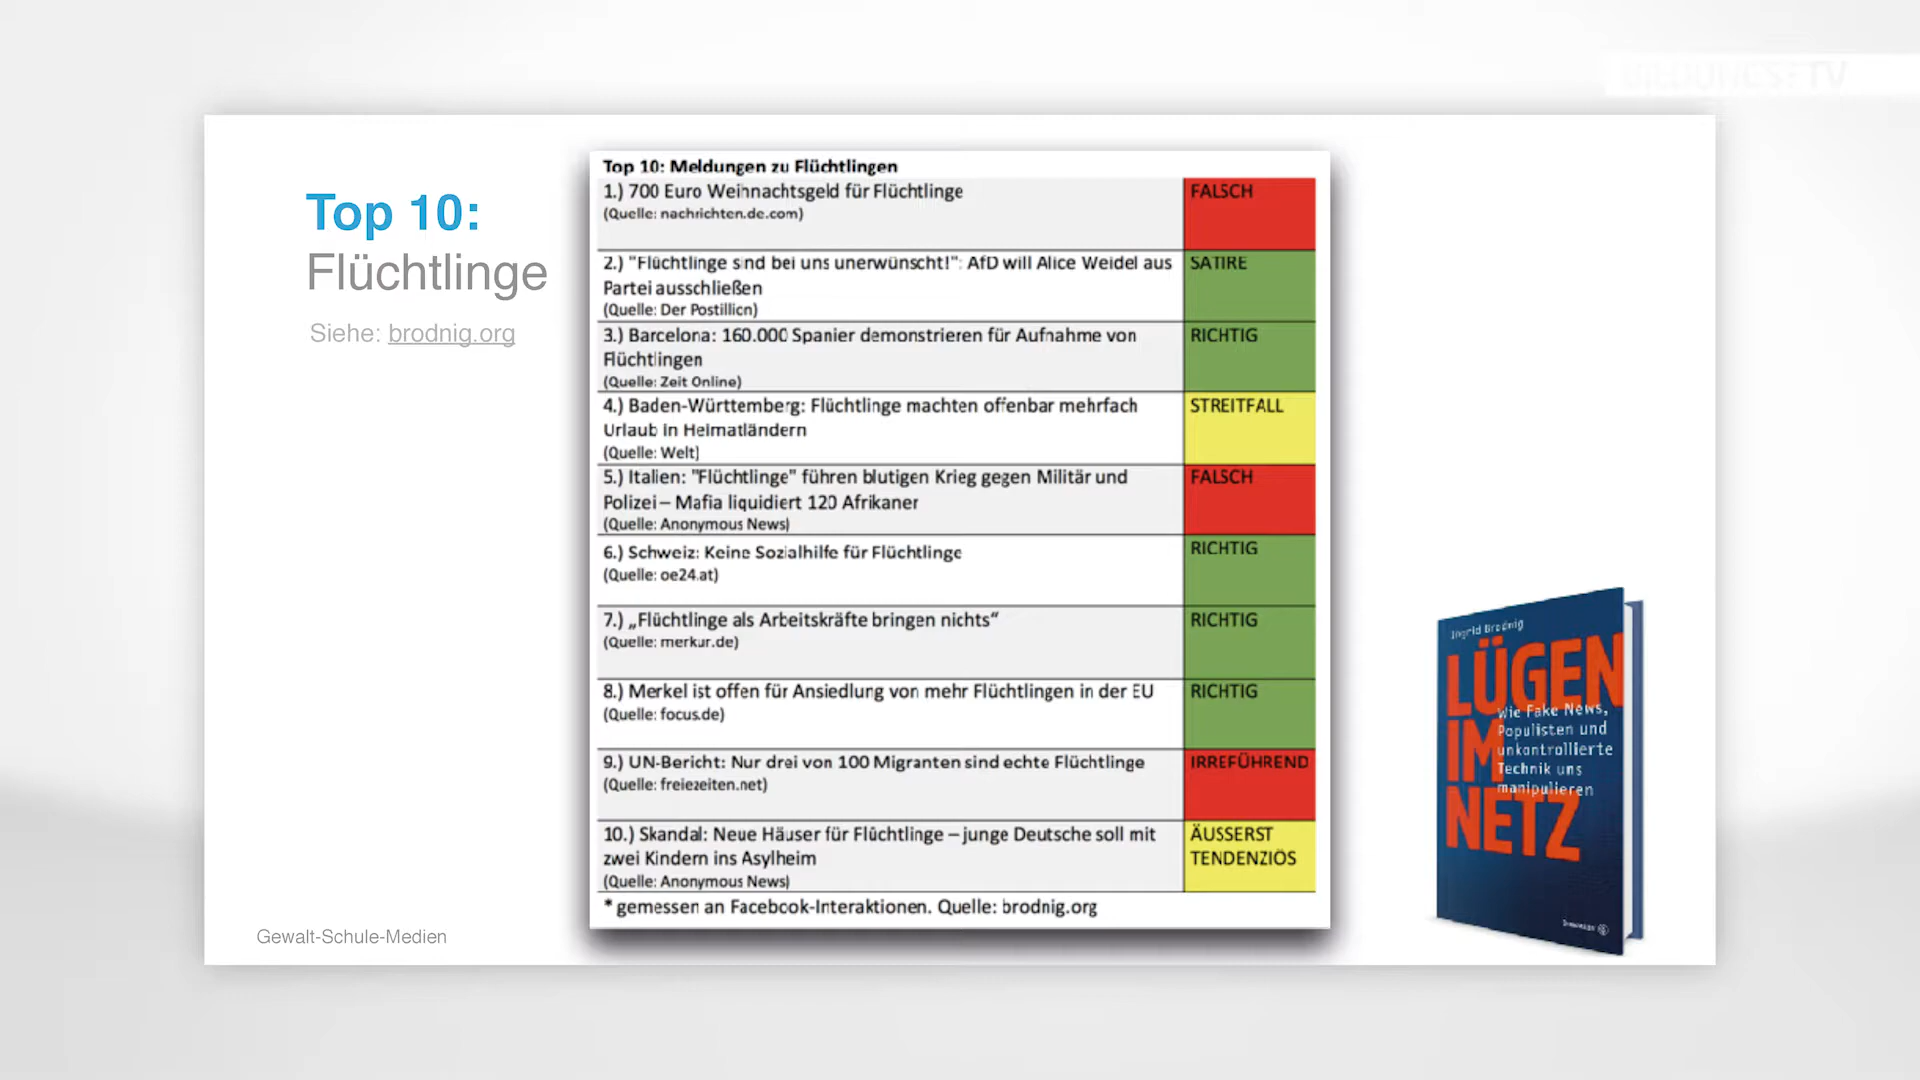 BILDUNGSTV
Top 10:
Flüchtlinge
Siehe: brodnig.org
Top 10: Meldungen zu Flüchtlingen
1.) 700 Euro Weihnachtsgeld für Flüchtlinge
(Quelle: nachrichten.de.com)
FALSCH
2.) "Flüchtlinge sind bei uns unerwünscht!": AfD will Alice Weidel aus
Partei ausschließen
(Quelle: Der Postillion)
SATIRE
3.) Barcelona: 160.000 Spanier demonstrieren für Aufnahme von
Flüchtlingen
(Quelle: Zeit Online)
RICHTIG
4.) Baden-Württemberg: Flüchtlinge machten offenbar mehrfach
Urlaub in Heimatländern
(Quelle: Welt)
STREITFALL
5.) Italien: "Flüchtlinge" führen blutigen Krieg gegen Militär und
Polizei – Mafia liquidiert 120 Afrikaner
(Quelle: Anonymous News)
FALSCH
6.) Schweiz: Keine Sozialhilfe für Flüchtlinge
(Quelle: oe24.at)
RICHTIG
7.) „Flüchtlinge als Arbeitskräfte bringen nichts“
(Quelle: merkur.de)
RICHTIG
8.) Merkel ist offen für Ansiedlung von mehr Flüchtlingen in der EU
(Quelle: focus.de)
RICHTIG
9.) UN-Bericht: Nur drei von 100 Migranten sind echte Flüchtlinge
(Quelle: freiezeiten.net)
IRREFÜHREND
10.) Skandal: Neue Häuser für Flüchtlinge – junge Deutsche soll mit
zwei Kindern ins Asylheim
(Quelle: Anonymous News)
ÄUSSERST
TENDENZIÖS
* gemessen an Facebook-Interaktionen. Quelle: brodnig.org
Ingrid Brodnig
LÜGEN
IM
NETZ
Wie Fake News,
Populisten und
unkontrollierte
Technik uns
manipulieren
Gewalt-Schule-Medien